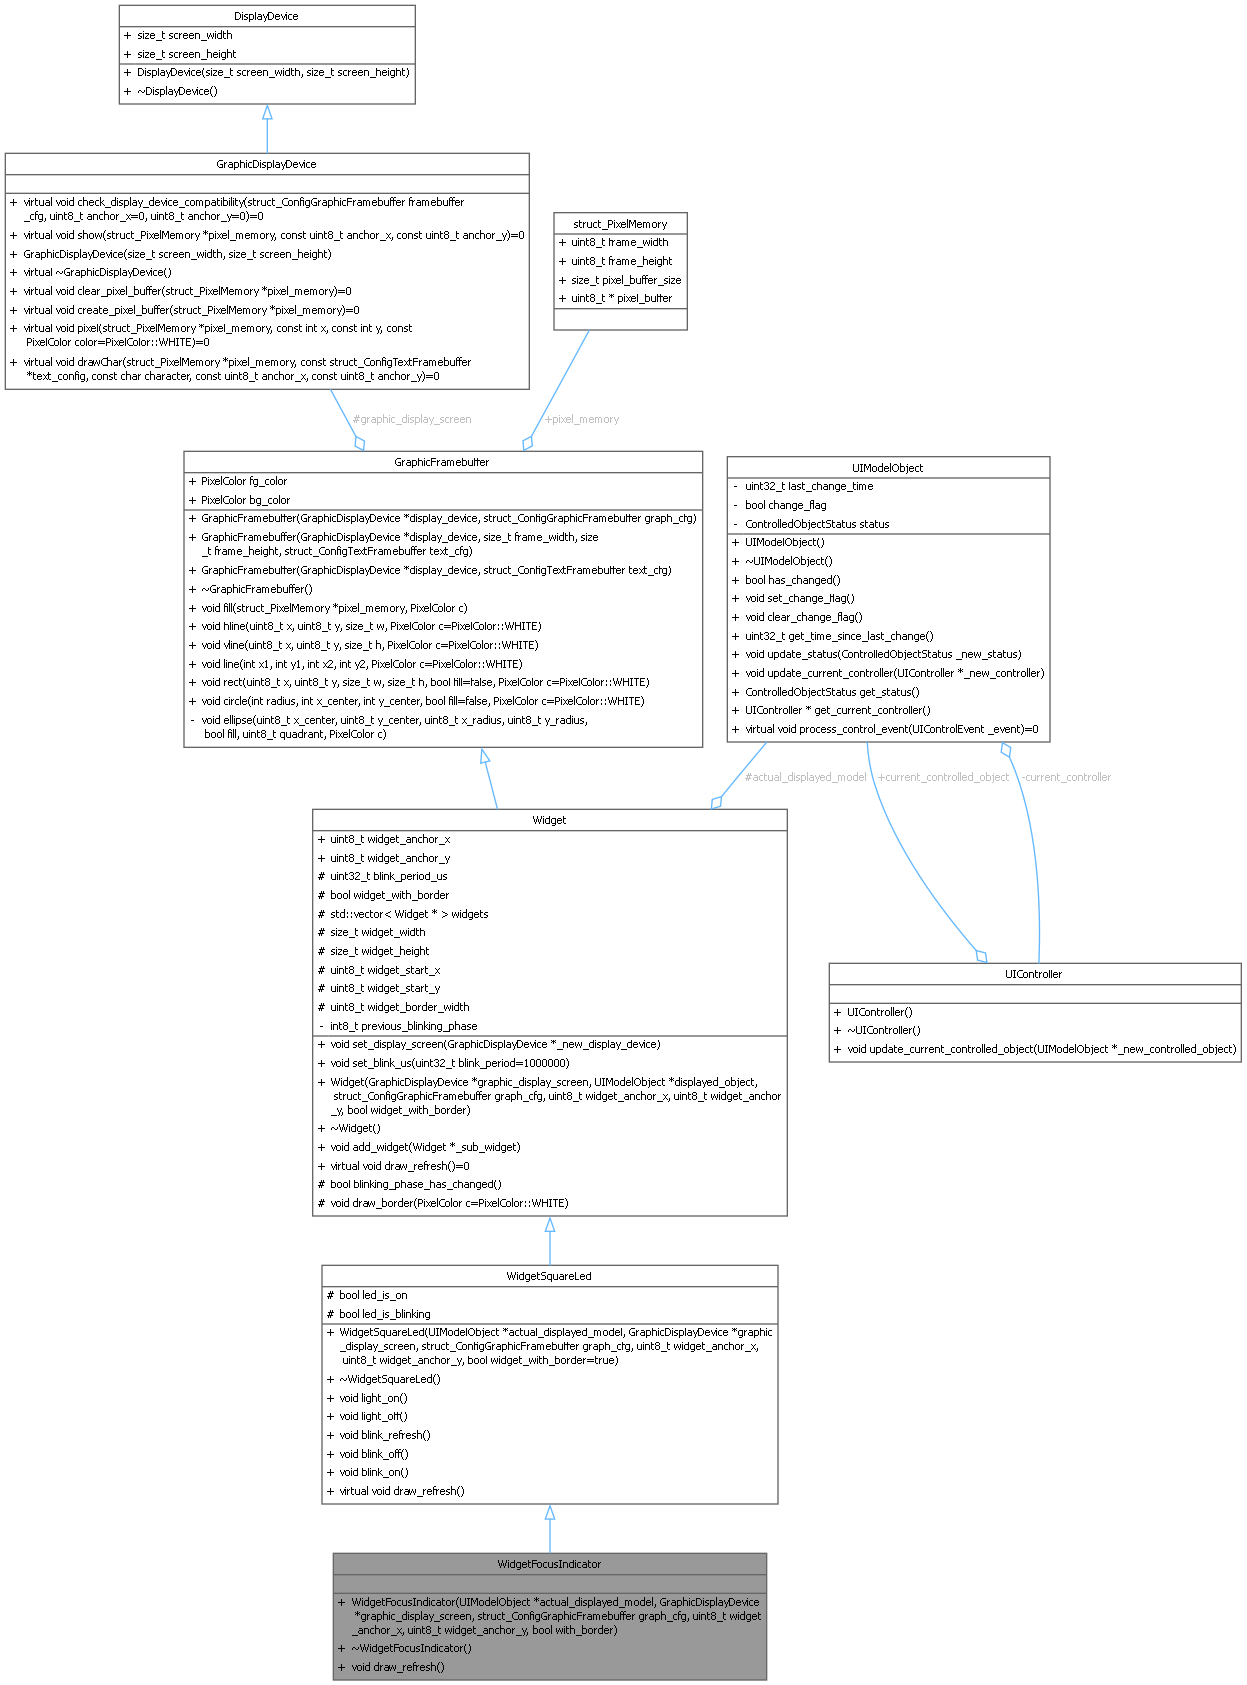 DisplayDevice
+ size_t screen_width
+ size_t screen_height
+ DisplayDevice(size_t screen_width, size_t screen_height)
+ ~DisplayDevice()
GraphicDisplayDevice
+ virtual void check_display_device_compatibility(struct_ConfigGraphicFramebuffer framebuffer
_cfg, uint8_t anchor_x=0, uint8_t anchor_y=0)=0
+ virtual void show(struct_PixelMemory *pixel_memory, const uint8_t anchor_x, const uint8_t anchor_y)=0
+ GraphicDisplayDevice(size_t screen_width, size_t screen_height)
+ virtual ~GraphicDisplayDevice()
+ virtual void clear_pixel_buffer(struct_PixelMemory *pixel_memory)=0
+ virtual void create_pixel_buffer(struct_PixelMemory *pixel_memory)=0
+ virtual void pixel(struct_PixelMemory *pixel_memory, const int x, const int y, const
PixelColor color=PixelColor::WHITE)=0
+ virtual void drawChar(struct_PixelMemory *pixel_memory, const struct_ConfigTextFramebuffer
*text_config, const char character, const uint8_t anchor_x, const uint8_t anchor_y)=0
struct_PixelMemory
+ uint8_t frame_width
+ uint8_t frame_height
+ size_t pixel_buffer_size
+ uint8_t * pixel_buffer
#graphic_display_screen
+pixel_memory
GraphicFramebuffer
+ PixelColor fg_color
+ PixelColor bg_color
+ GraphicFramebuffer(GraphicDisplayDevice *display_device, struct_ConfigGraphicFramebuffer graph_cfg)
+ GraphicFramebuffer(GraphicDisplayDevice *display_device, size_t frame_width, size
_t frame_height, struct_ConfigTextFramebuffer text_cfg)
+ GraphicFramebuffer(GraphicDisplayDevice *display_device, struct_ConfigTextFramebuffer text_cfg)
+ ~GraphicFramebuffer()
+ void fill(struct_PixelMemory *pixel_memory, PixelColor c)
+ void hline(uint8_t x, uint8_t y, size_t w, PixelColor c=PixelColor::WHITE)
+ void vline(uint8_t x, uint8_t y, size_t h, PixelColor c=PixelColor::WHITE)
+ void line(int x1, int y1, int x2, int y2, PixelColor c=PixelColor::WHITE)
+ void rect(uint8_t x, uint8_t y, size_t w, size_t h, bool fill=false, PixelColor c=PixelColor::WHITE)
+ void circle(int radius, int x_center, int y_center, bool fill=false, PixelColor c=PixelColor::WHITE)
- void ellipse(uint8_t x_center, uint8_t y_center, uint8_t x_radius, uint8_t y_radius,
bool fill, uint8_t quadrant, PixelColor c)
UIModelObject
- uint32_t last_change_time
- bool change_flag
- ControlledObjectStatus status
+ UIModelObject()
+ ~UIModelObject()
+ bool has_changed()
+ void set_change_flag()
+ void clear_change_flag()
+ uint32_t get_time_since_last_change()
+ void update_status(ControlledObjectStatus _new_status)
+ void update_current_controller(UIController *_new_controller)
+ ControlledObjectStatus get_status()
+ UIController * get_current_controller()
+ virtual void process_control_event(UIControlEvent _event)=0
#actual_displayed_model
+current_controlled_object
-current_controller
Widget
+ uint8_t widget_anchor_x
+ uint8_t widget_anchor_y
# uint32_t blink_period_us
# bool widget_with_border
# std::vector< Widget * > widgets
# size_t widget_width
# size_t widget_height
# uint8_t widget_start_x
# uint8_t widget_start_y
# uint8_t widget_border_width
- int8_t previous_blinking_phase
+ void set_display_screen(GraphicDisplayDevice *_new_display_device)
+ void set_blink_us(uint32_t blink_period=1000000)
+ Widget(GraphicDisplayDevice *graphic_display_screen, UIModelObject *displayed_object,
struct_ConfigGraphicFramebuffer graph_cfg, uint8_t widget_anchor_x, uint8_t widget_anchor
_y, bool widget_with_border)
+ ~Widget()
+ void add_widget(Widget *_sub_widget)
+ virtual void draw_refresh()=0
# bool blinking_phase_has_changed()
# void draw_border(PixelColor c=PixelColor::WHITE)
UIController
+ UIController()
+ ~UIController()
+ void update_current_controlled_object(UIModelObject *_new_controlled_object)
WidgetSquareLed
# bool led_is_on
# bool led_is_blinking
+ WidgetSquareLed(UIModelObject *actual_displayed_model, GraphicDisplayDevice *graphic
_display_screen, struct_ConfigGraphicFramebuffer graph_cfg, uint8_t widget_anchor_x,
uint8_t widget_anchor_y, bool widget_with_border=true)
+ ~WidgetSquareLed()
+ void light_on()
+ void light_off()
+ void blink_refresh()
+ void blink_off()
+ void blink_on()
+ virtual void draw_refresh()
WidgetFocusIndicator
+ WidgetFocusIndicator(UIModelObject *actual_displayed_model, GraphicDisplayDevice
*graphic_display_screen, struct_ConfigGraphicFramebuffer graph_cfg, uint8_t widget
_anchor_x, uint8_t widget_anchor_y, bool with_border)
+ ~WidgetFocusIndicator()
+ void draw_refresh()